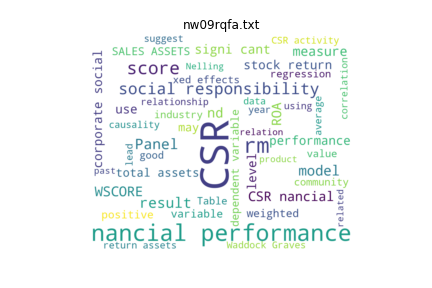 nw09rqfa.txt
suggest
CSR activity
SALES ASSETS
signi cant
measure
corporate social
score
Nelling
stock return
xed effects
regression
correlation
social responsibility
relationship
data
using
use
industry
nd
year
ROA
average
causality
may
CSR
rm
relation
performance
lead
Panel
good
dependent variable
level
product
value
past
total assets
model
community
WSCORE
CSR nancial
result
Table
weighted
related
positive
variable
nancial performance
return assets
Waddock Graves